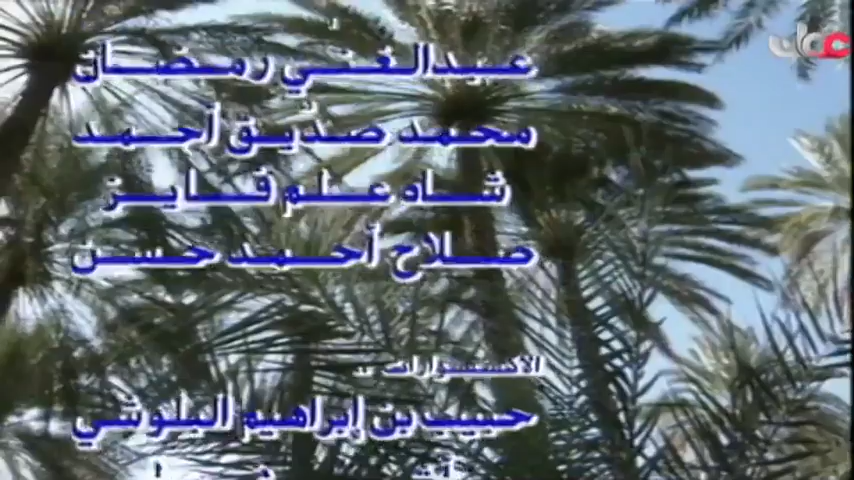 عبدالغني رمضان
محمد صديق أحمد
شاه علم فايز
صلاح أحمد حسن
الاكسسوارات ..
حبيب بن إبراهيم البلوشي